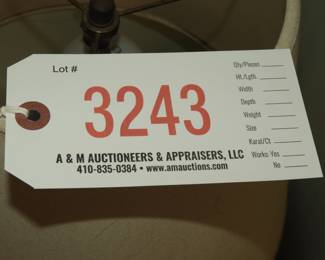 Lot #
3243
A & M AUCTIONEERS & APPRAISERS, LLC
410-835-0384 • www.amauctions.com
Qty/Pieces
Ht./Lgth.
Width
Depth
Weight
Size
Karat/Ct
Works: Yes
No